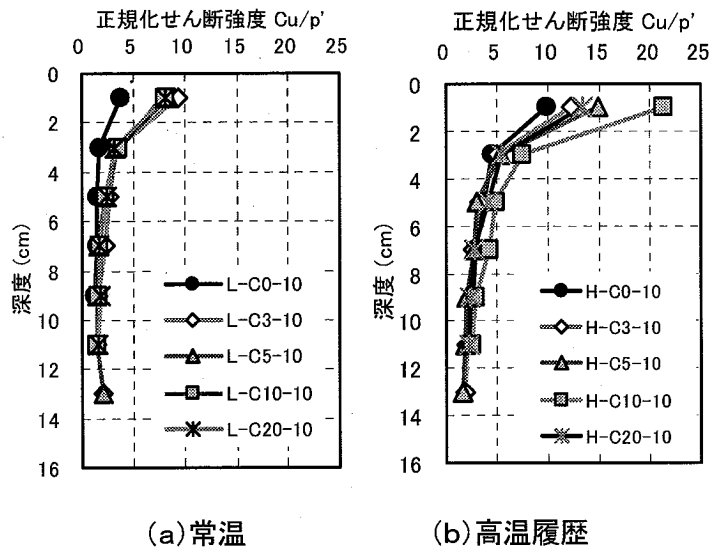 正規化せん断強度 Cu/p'
0 5 10 15 20 25
0
2
4
6
8
10
12
14
16
深度(cm)
L-C0-10
L-C3-10
L-C5-10
L-C10-10
L-C20-10
(a)常温
正規化せん断強度 Cu/p'
0 5 10 15 20 25
0
2
4
6
8
10
12
14
16
深度(cm)
H-C0-10
H-C3-10
H-C5-10
H-C10-10
H-C20-10
(b)高温履歴